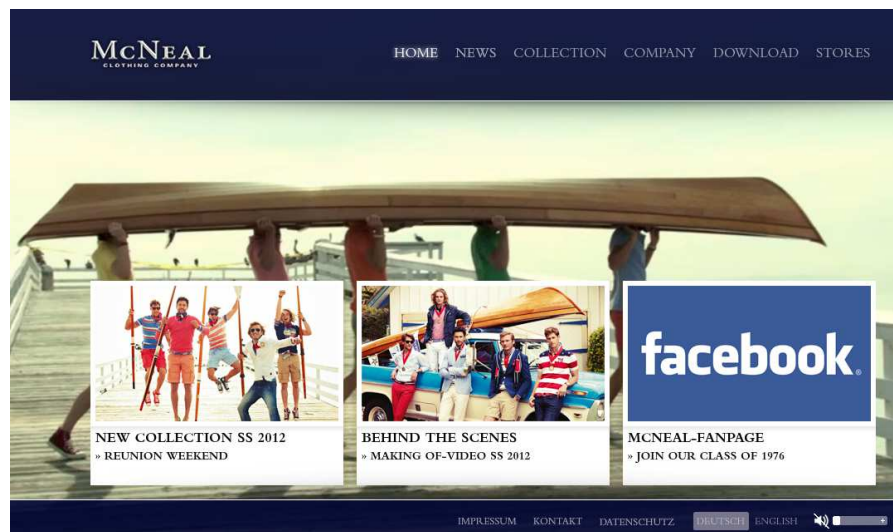 McNeal
CLOTHING COMPANY
HOME NEWS COLLECTION COMPANY DOWNLOAD STORES
facebook
NEW COLLECTION SS 2012
» REUNION WEEKEND
BEHIND THE SCENES
» MAKING OF-VIDEO SS 2012
MCNEAL-FANPAGE
» JOIN OUR CLASS OF 1976
IMPRESSUM KONTAKT DATENSCHUTZ DEUTSCH ENGLISH